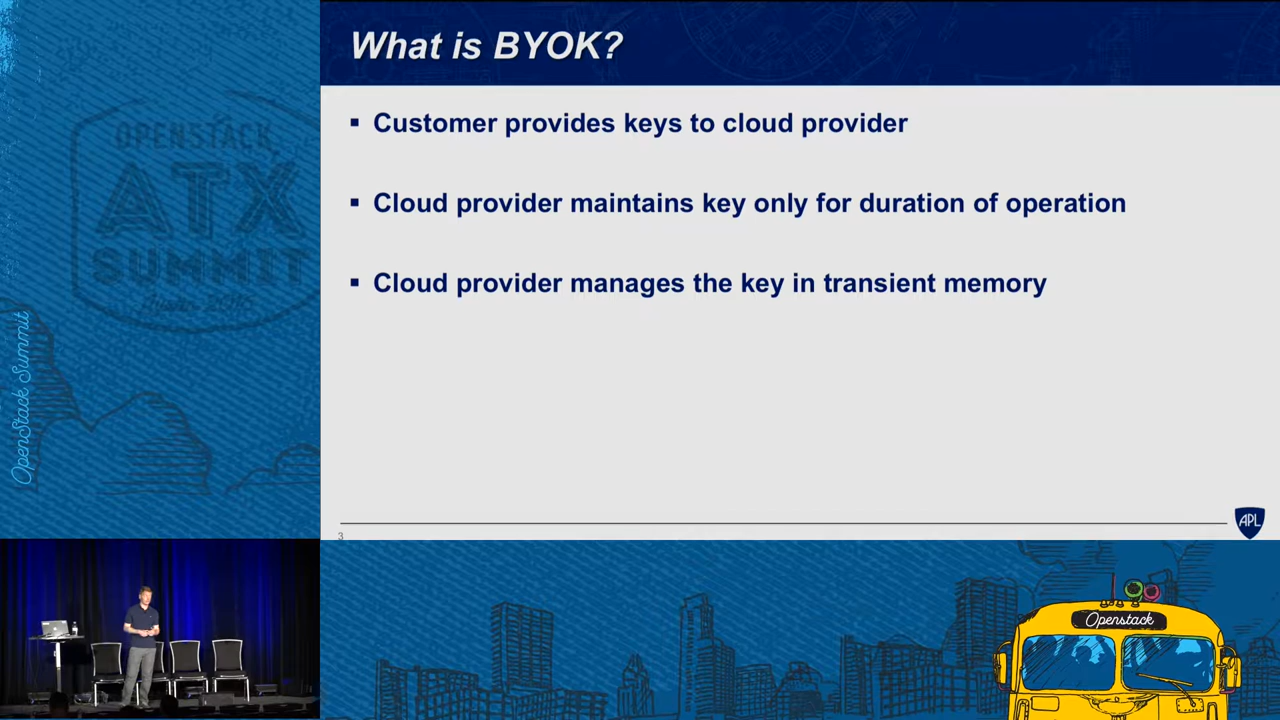 What is BYOK?
▪ Customer provides keys to cloud provider
▪ Cloud provider maintains key only for duration of operation
▪ Cloud provider manages the key in transient memory
3
APL
OPENSTACK
ATX
SUMMIT
OpenStack Summit
Openstack